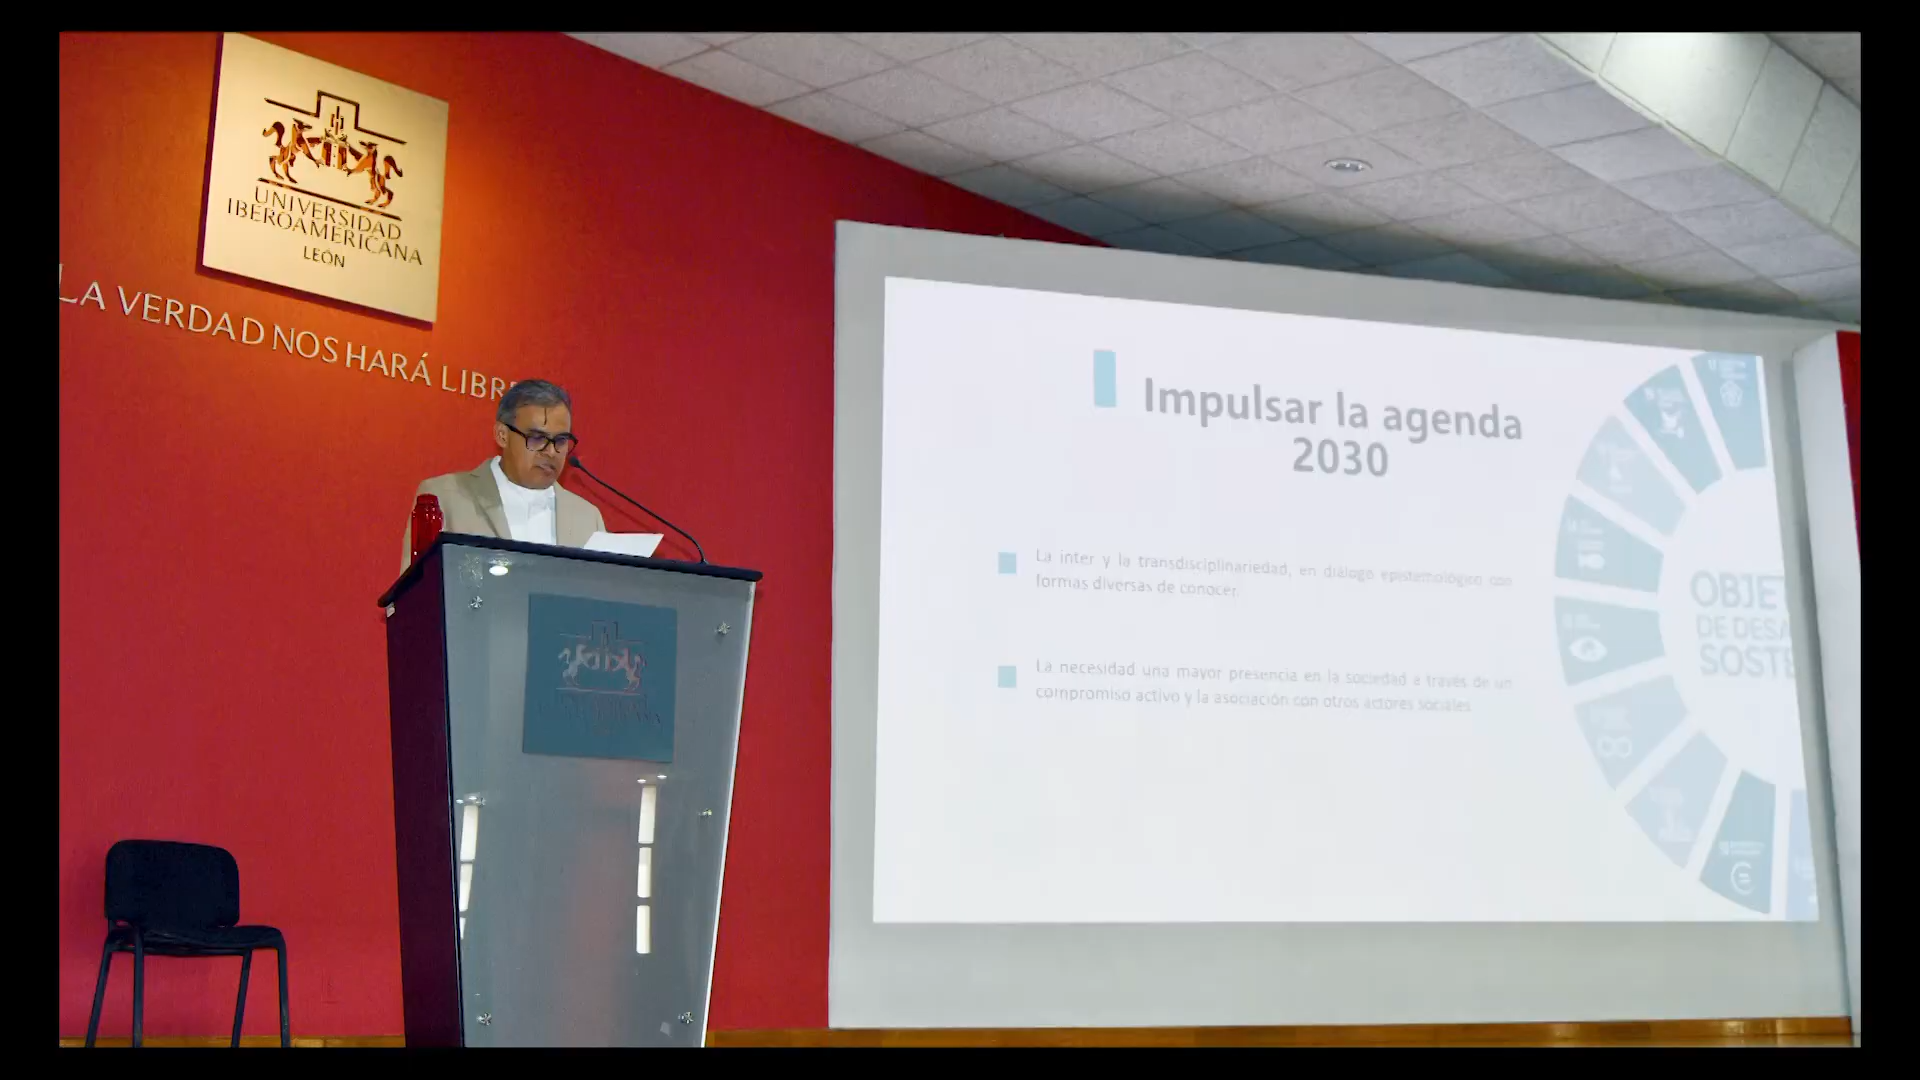 UNIVERSIDAD
IBEROAMERICANA
LEÓN
LA VERDAD NOS HARÁ LIBR
Impulsar la agenda
2030
La inter y la transdisciplinariedad, en diálogo epistemológico con
formas diversas de conocer.
La necesidad una mayor presencia en la sociedad a través de un
compromiso activo y la asociación con otros actores sociales.
OBJE
DE DESA
SOSTE